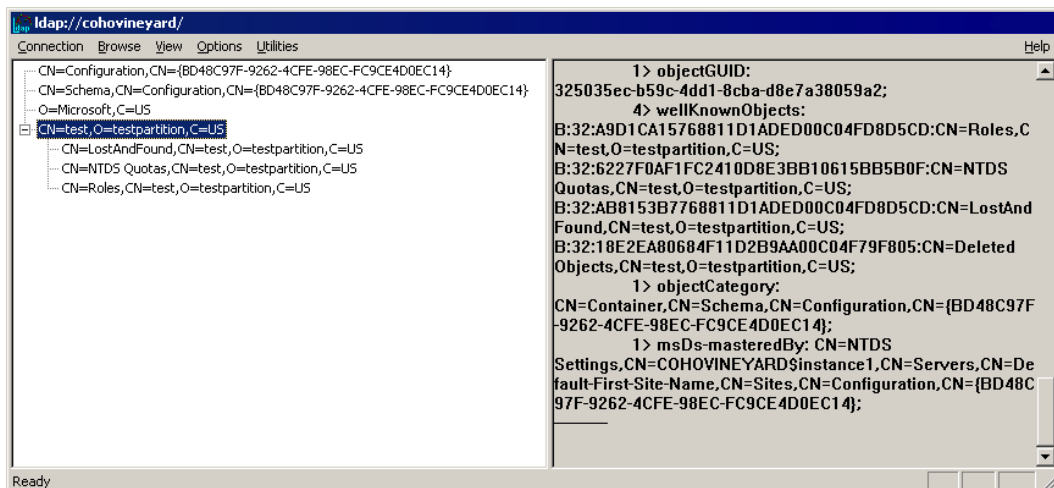 ldap://cohovineyard/
Connection Browse View Options Utilities Help
CN=Configuration,CN={BD48C97F-9262-4CFE-98EC-FC9CE4D0EC14}
CN=Schema,CN=Configuration,CN={BD48C97F-9262-4CFE-98EC-FC9CE4D0EC14}
O=Microsoft,C=US
CN=test,O=testpartition,C=US
CN=LostAndFound,CN=test,O=testpartition,C=US
CN=NTDS Quotas,CN=test,O=testpartition,C=US
CN=Roles,CN=test,O=testpartition,C=US
1> objectGUID:
325035ec-b59c-4dd1-8cba-d8e7a38059a2;
4> wellKnownObjects:
B:32:A9D1CA15768811D1ADED00C04FD8D5CD:CN=Roles,C
N=test,O=testpartition,C=US;
B:32:6227F0AF1FC2410D8E3BB10615BB5B0F:CN=NTDS
Quotas,CN=test,O=testpartition,C=US;
B:32:AB8153B7768811D1ADED00C04FD8D5CD:CN=LostAnd
Found,CN=test,O=testpartition,C=US;
B:32:18E2EA80684F11D2B9AA00C04F79F805:CN=Deleted
Objects,CN=test,O=testpartition,C=US;
1> objectCategory:
CN=Container,CN=Schema,CN=Configuration,CN={BD48C97F
-9262-4CFE-98EC-FC9CE4D0EC14};
1> msDs-masteredBy: CN=NTDS
Settings,CN=COHOVINEYARD$instance1,CN=Servers,CN=De
fault-First-Site-Name,CN=Sites,CN=Configuration,CN={BD48C
97F-9262-4CFE-98EC-FC9CE4D0EC14};
Ready